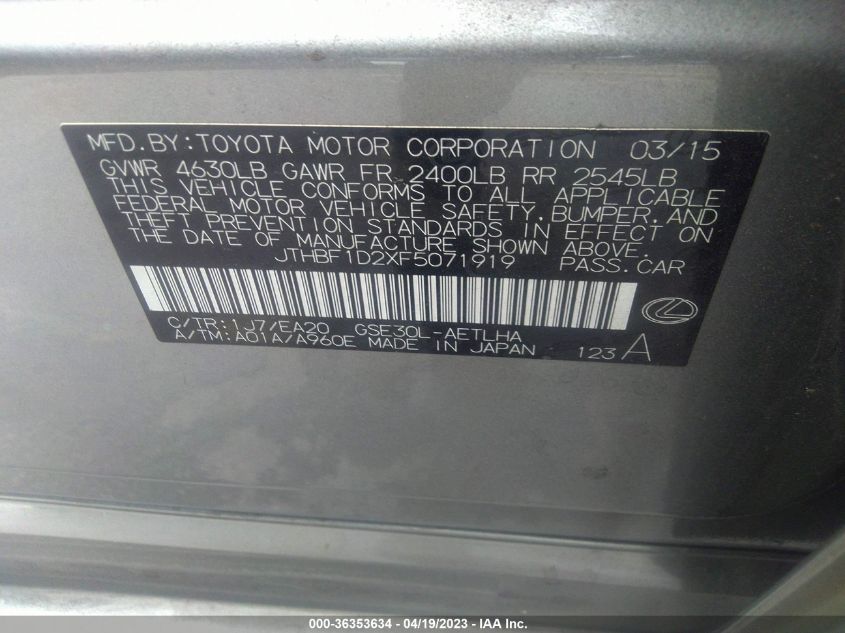 MFD.BY:TOYOTA MOTOR CORPORATION 03/15
GVWR 4630LB GAWR FR 2400LB RR 2545LB
THIS VEHICLE CONFORMS TO ALL APPLICABLE
FEDERAL MOTOR VEHICLE SAFETY,BUMPER,AND
THEFT PREVENTION STANDARDS IN EFFECT ON
THE DATE OF MANUFACTURE SHOWN ABOVE.
JTHBF1D2XF5071919 PASS.CAR
C/TR:1J7/EA20 GSE30L-AETLHA
A/TM:A01A/A960E MADE IN JAPAN 123 A
000-36353634 - 04/19/2023 - IAA Inc.